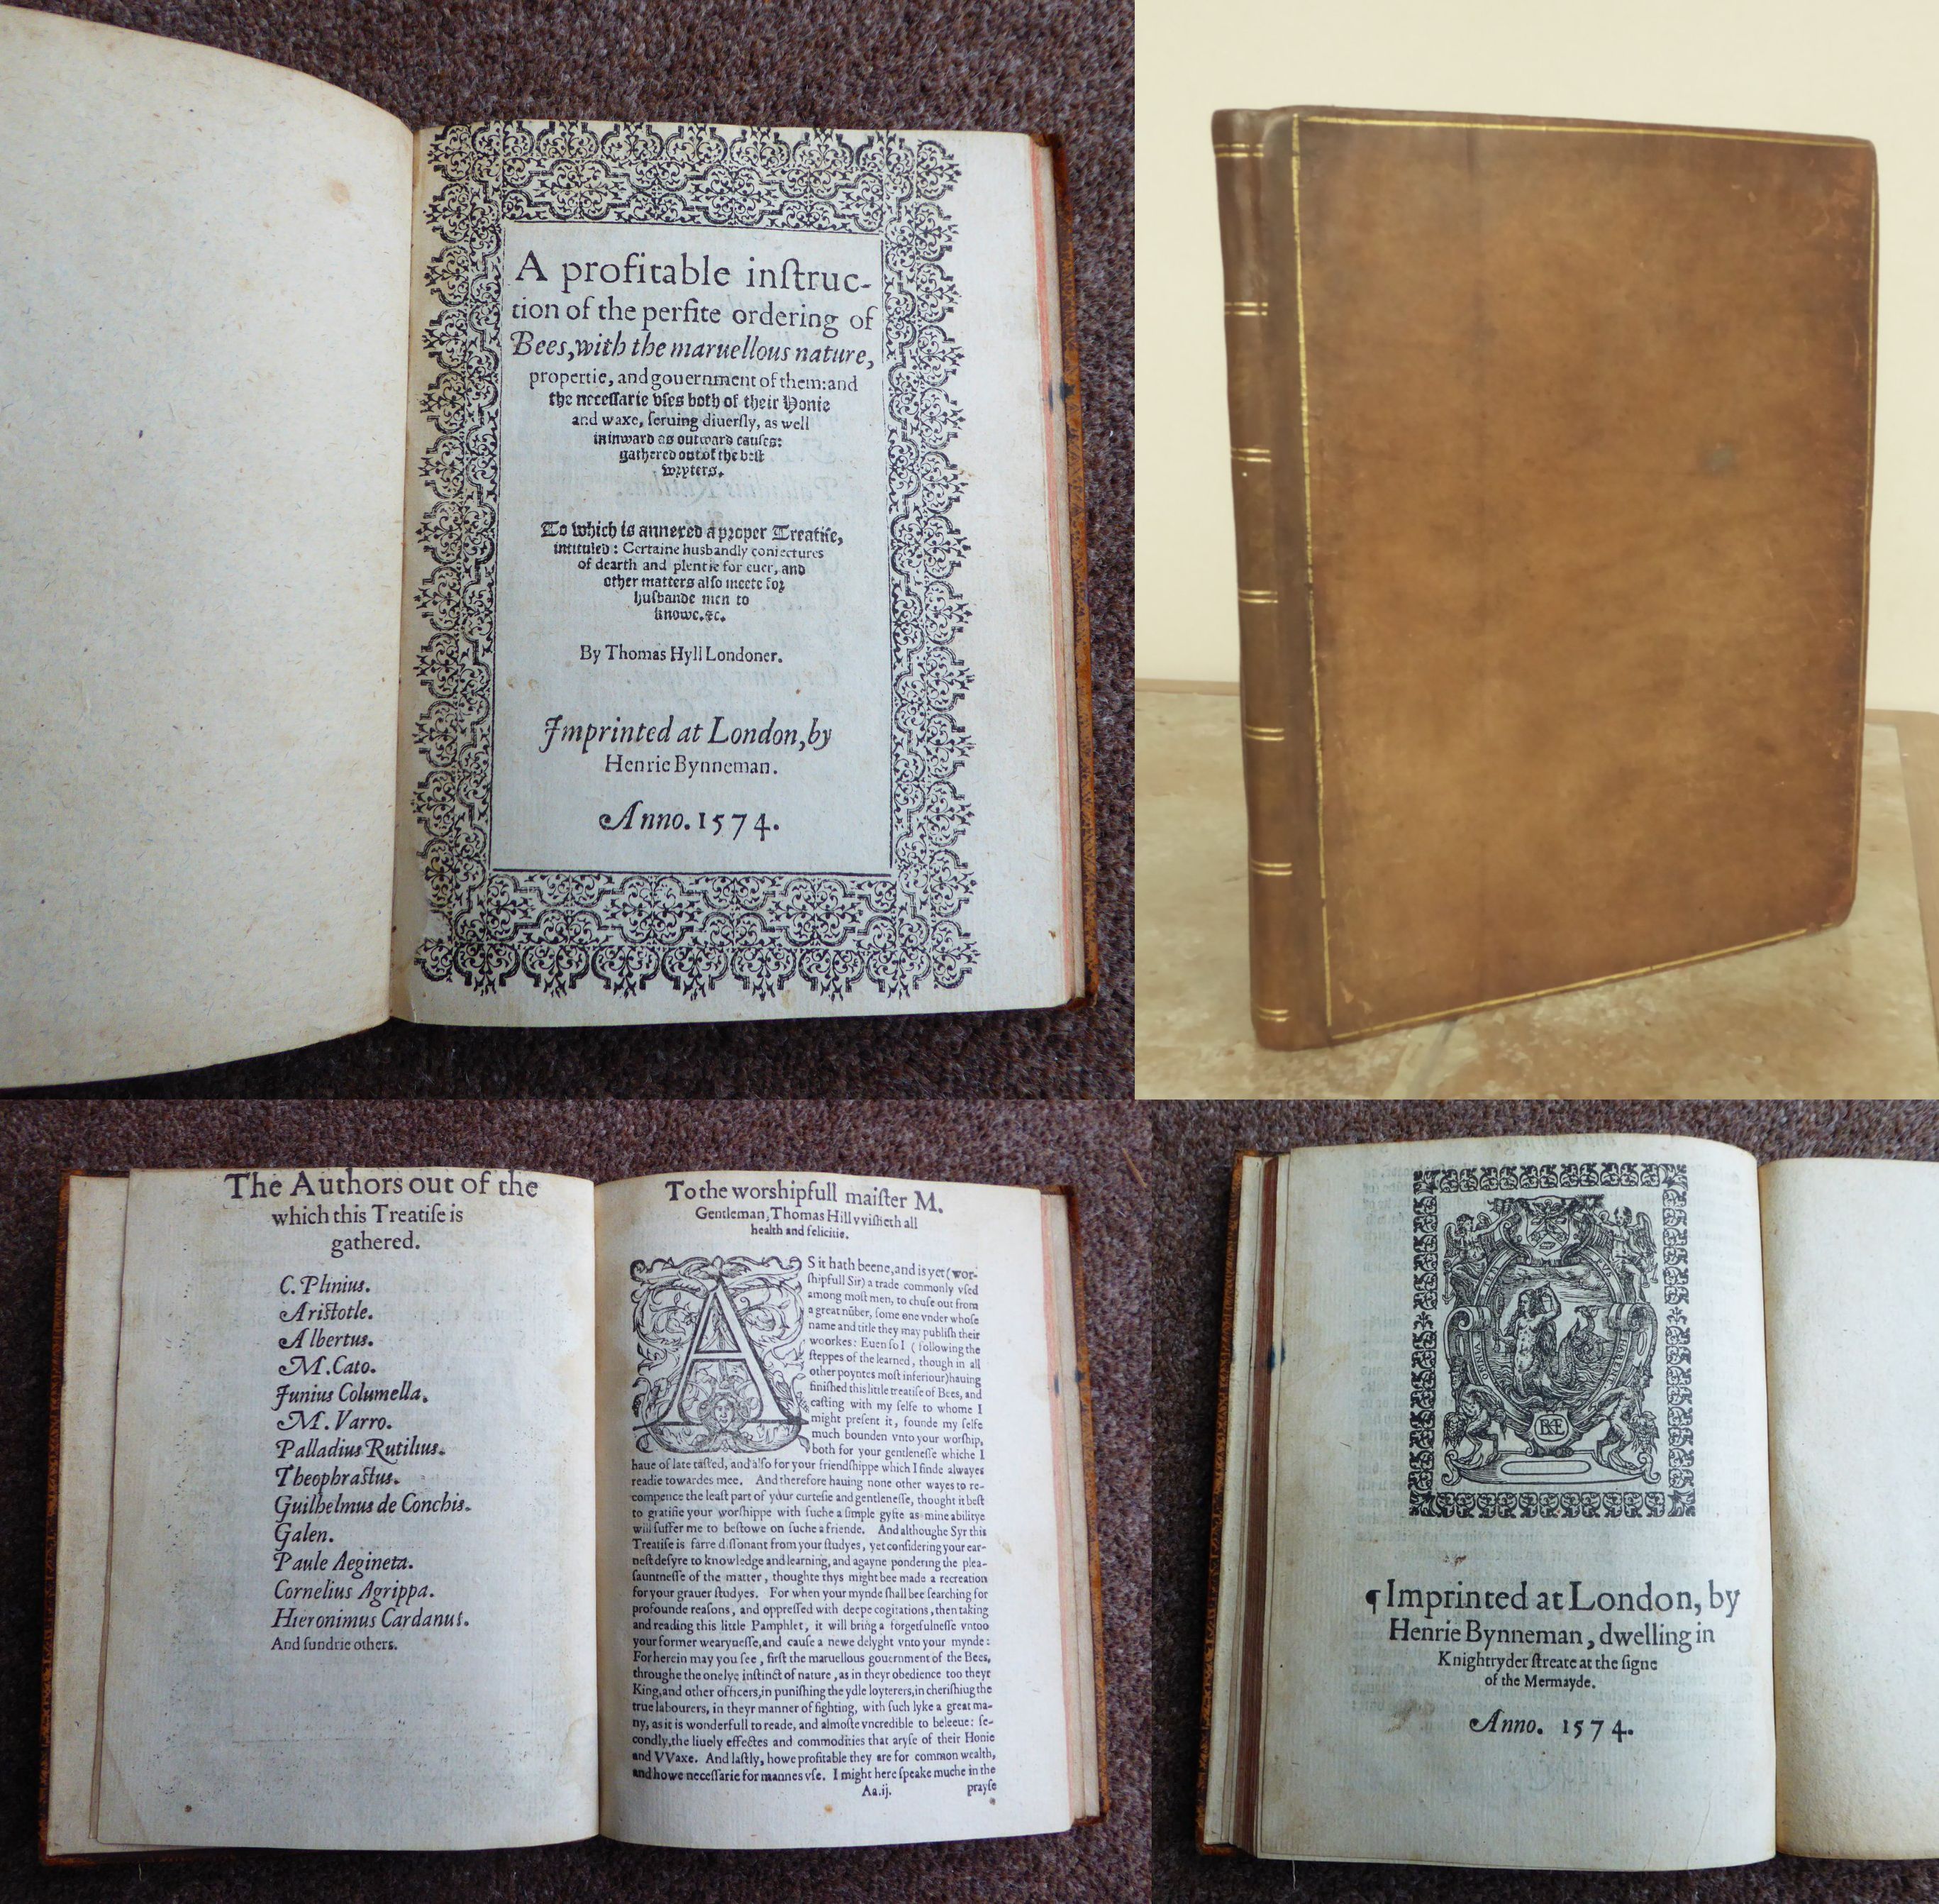 A profitable inſtruc-
tion of the perfite ordering of
Bees, with the maruellous nature,
propertie, and gouernment of them: and
the neceſſarie vſes both of their Honie
and waxe, ſeruing diuerſly, as well
in inward as outward cauſes:
gathered out of the beſt
wryters.
To which is annexed a proper Treatiſe,
intituled: Certaine husbandly coniectures
of dearth and plentie for euer, and
other matters alſo meete for
huſbande men to
knowe. &c.
By Thomas Hyll Londoner.
Imprinted at London, by
Henrie Bynneman.
Anno. 1574.
The Authors out of the
which this Treatiſe is
gathered.
C. Plinius.
Ariſtotle.
Albertus.
M. Cato.
Junius Columella.
M. Varro.
Palladius Rutilius.
Theophraſtus.
Guilhelmus de Conchis.
Galen.
Paule Aegineta.
Cornelius Agrippa.
Hieronimus Cardanus.
And ſundrie others.
To the worshipfull maiſter M.
Gentleman, Thomas Hill vviſheth all
health and felicitie.
AS it hath beene, and is yet (wor-
ſhipfull Sir) a trade commonly vſed
among moſt men, to chuſe out from
a great nũber, ſome one vnder whoſe
name and title they may publiſh their
woorkes: Euen ſo I (following the
ſteppes of the learned, though in all
other poyntes moſt inferiour) hauing
finiſhed this little treatiſe of Bees, and
caſting with my ſelfe to whome I
might preſent it, founde my ſelfe
much bounden vnto your worſhip,
both for your gentleneſſe whiche I
haue of late taſted, and alſo for your friendſhippe which I finde alwayes
readie towardes mee. And therefore hauing none other wayes to re-
compence the leaſt part of your curteſie and gentleneſſe, thought it beſt
to gratifie your worſhippe with ſuche a ſimple gyfte as mine abilitye
will ſuffer me to beſtowe on ſuche a friende. And althoughe Syr this
Treatiſe is farre diſſonant from your ſtudyes, yet conſidering your ear-
neſt deſyre to knowledge and learning, and agayne pondering the plea-
ſauntneſſe of the matter, thoughte thys might bee made a recreation
for your grauer ſtudyes. For when your mynde ſhall bee ſearching for
profounde reaſons, and oppreſſed with deepe cogitations, then taking
and reading this little Pamphlet, it will bring a forgetfulneſſe vntoo
your former wearyneſſe, and cauſe a newe delyght vnto your mynde:
For herein may you ſee, firſt the maruellous gouernment of the Bees,
throughe the onelye inſtinct of nature, as in theyr obedience too theyr
King, and other officers, in puniſhing the ydle loyterers, in cheriſhiug the
true labourers, in theyr manner of fighting, with ſuch lyke a great ma-
ny, as it is wonderfull to reade, and almoſte vncredible to beleeue: ſe-
condly, the liuely effectes and commodities that aryſe of their Honie
and VVaxe. And laſtly, howe profitable they are for common wealth,
and howe neceſſarie for mannes vſe. I might here ſpeake muche in the
Aa.ij.
prayſe
¶ Imprinted at London, by
Henrie Bynneman, dwelling in
Knightryder ſtreate at the ſigne
of the Mermayde.
Anno. 1574.